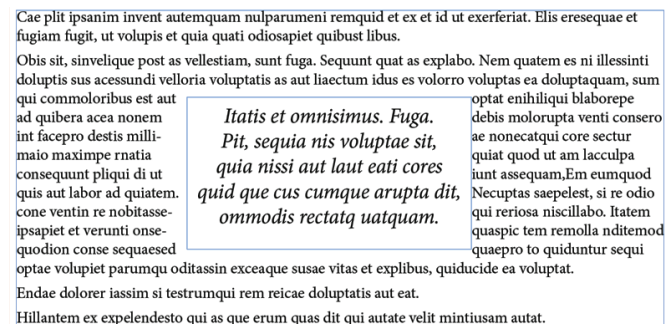 Cae plit ipsanim invent autemquam nulparumeni remquid et ex et id ut exerferiat. Elis eresequae et
fugiam fugit, ut volupis et quia quati odiosapiet quibust libus.
Obis sit, sinvelique post as vellestiam, sunt fuga. Sequunt quat as explabo. Nem quatem es ni illessinti
doluptis sus acessundi velloria voluptatis as aut liaectum idus es volorro voluptas ea doluptaquam, sum
qui commoloribus est aut
ad quibera acea nonem
int facepro destis milli-
maio maximpe rnatia
consequunt pliqui di ut
quis aut labor ad quiatem.
cone ventin re nobitasse-
ipsapiet et verunti onse-
quodion conse sequaesed
Itatis et omnisimus. Fuga.
Pit, sequia nis voluptae sit,
quia nissi aut laut eati cores
quid que cus cumque arupta dit,
ommodis rectatq uatquam.
optat enihiliqui blaborepe
debis molorupta venti consero
ae nonecatqui core sectur
quiat quod ut am lacculpa
iunt assequam,Em eumquod
Necuptas saepelest, si re odio
qui reriosa niscillabo. Itatem
quaspic tem remolla nditemod
quaepro to quiduntur sequi
optae volupiet parumqu oditassin exceaque susae vitas et explibus, quiducide ea voluptat.
Endae dolorer iassim si testrumqui rem reicae doluptatis aut eat.
Hillantem ex expelendesto qui as que erum quas dit qui autate velit mintiusam autat.